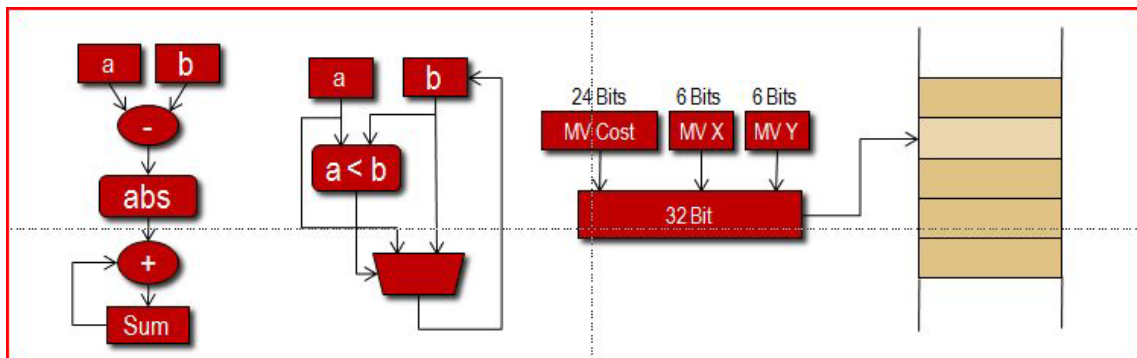 a b
-
abs
+
Sum
a b
a < b
24 Bits 6 Bits 6 Bits
MV Cost MV X MV Y
32 Bit